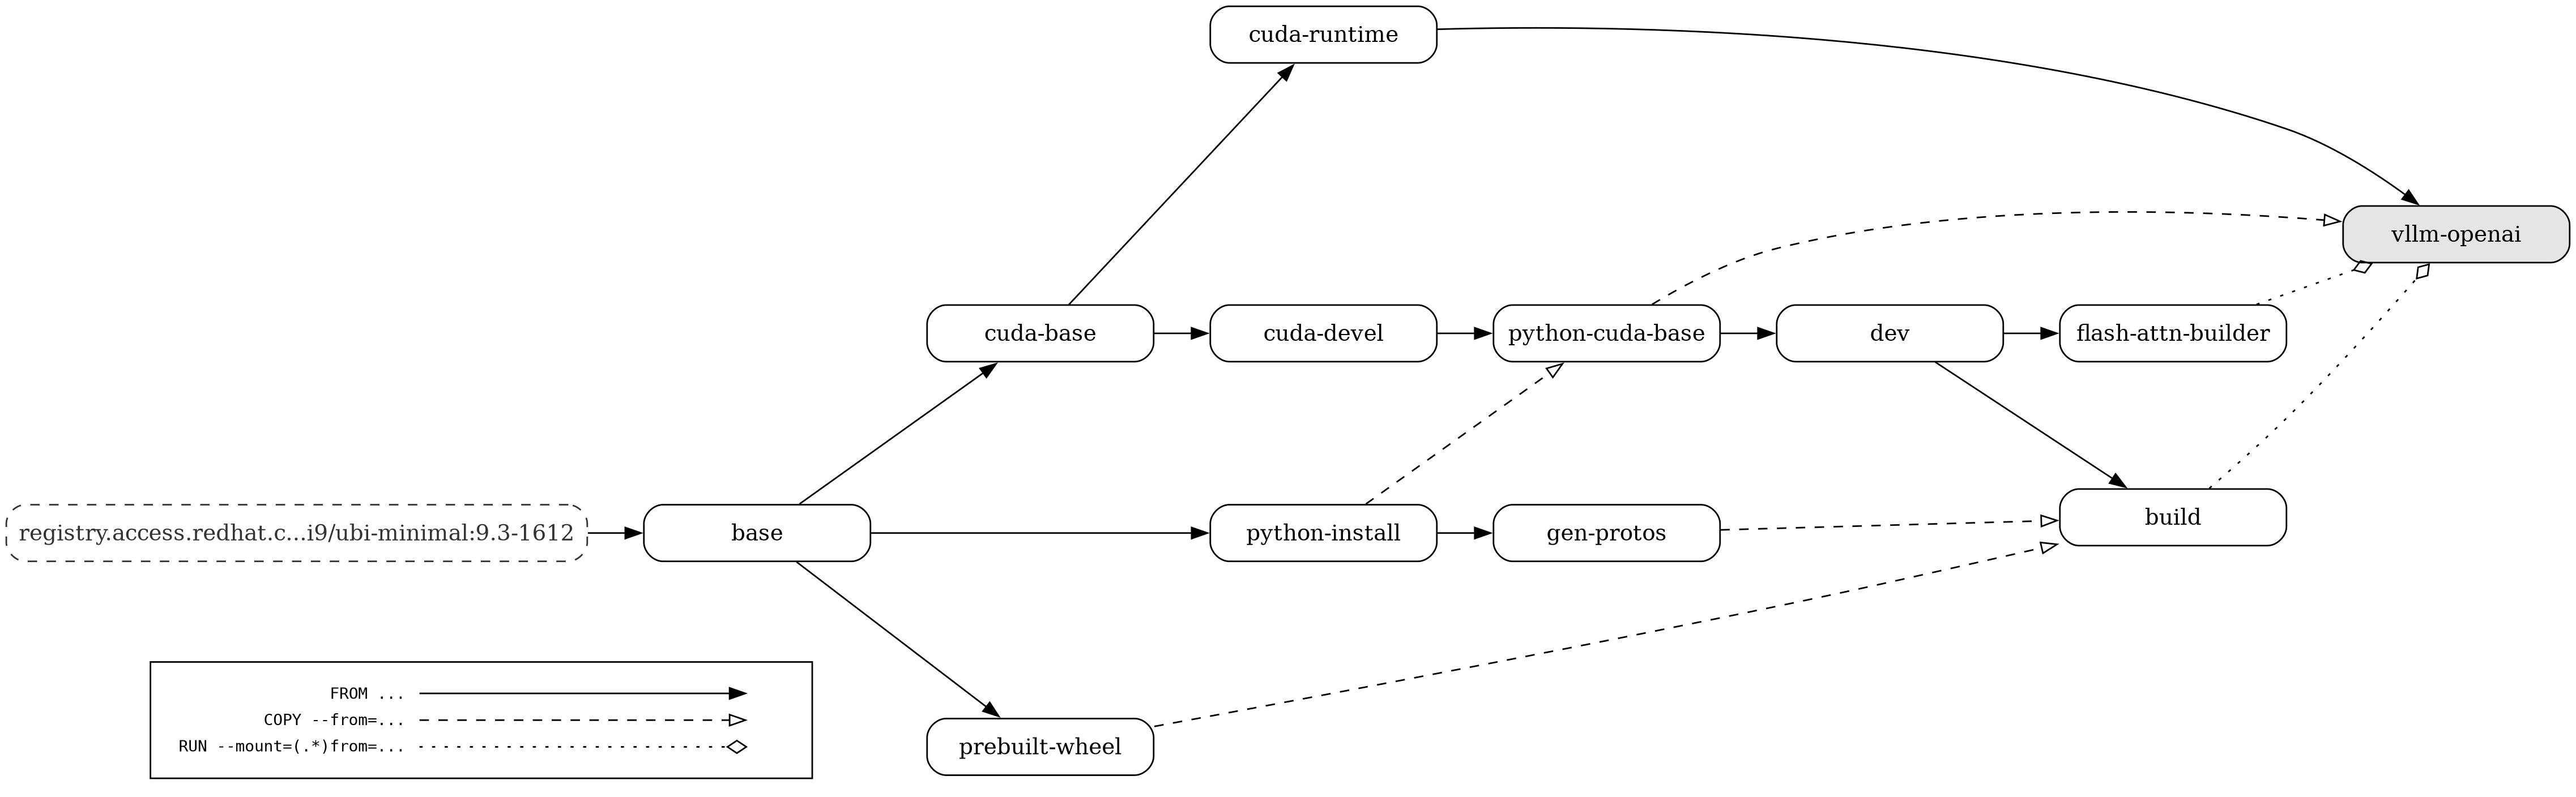 cuda-runtime
vllm-openai
cuda-base
cuda-devel
python-cuda-base
dev
flash-attn-builder
registry.access.redhat.c...i9/ubi-minimal:9.3-1612
base
python-install
gen-protos
build
prebuilt-wheel
FROM ...
COPY --from=...
RUN --mount=(.*)from=...